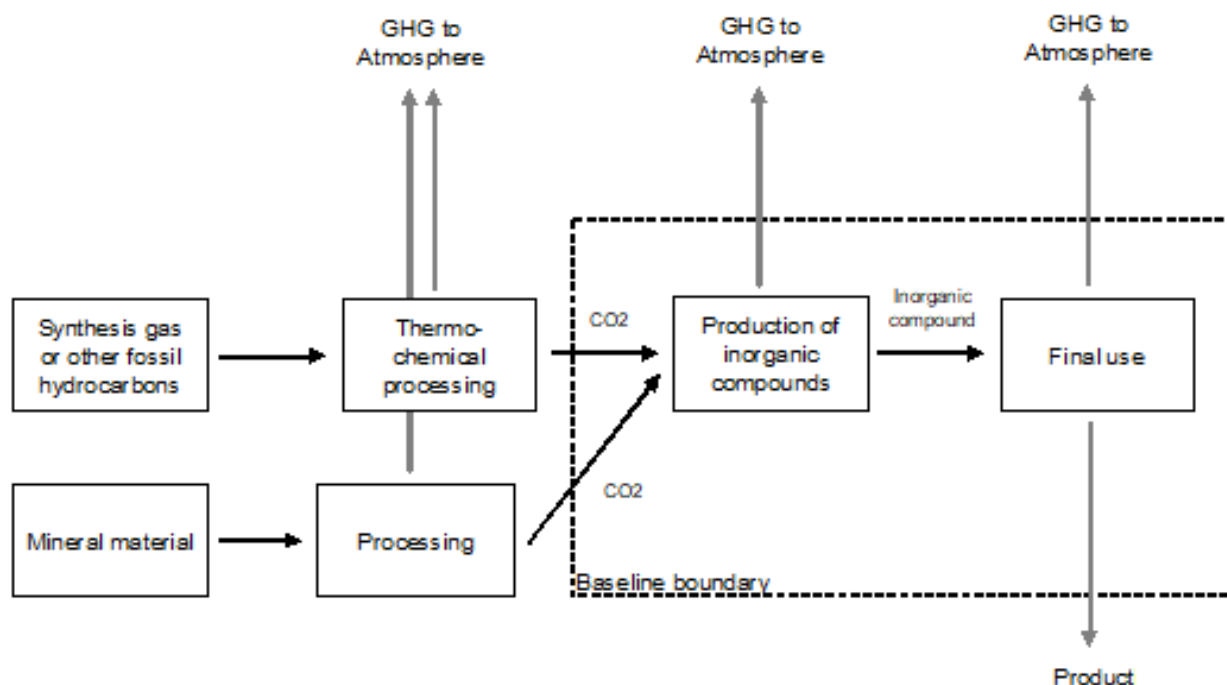 GHG to
Atmosphere
GHG to
Atmosphere
GHG to
Atmosphere
Synthesis gas
or other fossil
hydrocarbons
Thermo-
chemical
processing
CO2
Production of
inorganic
compounds
Inorganic
compound
Final use
Mineral material
Processing
CO2
Baseline boundary
Product